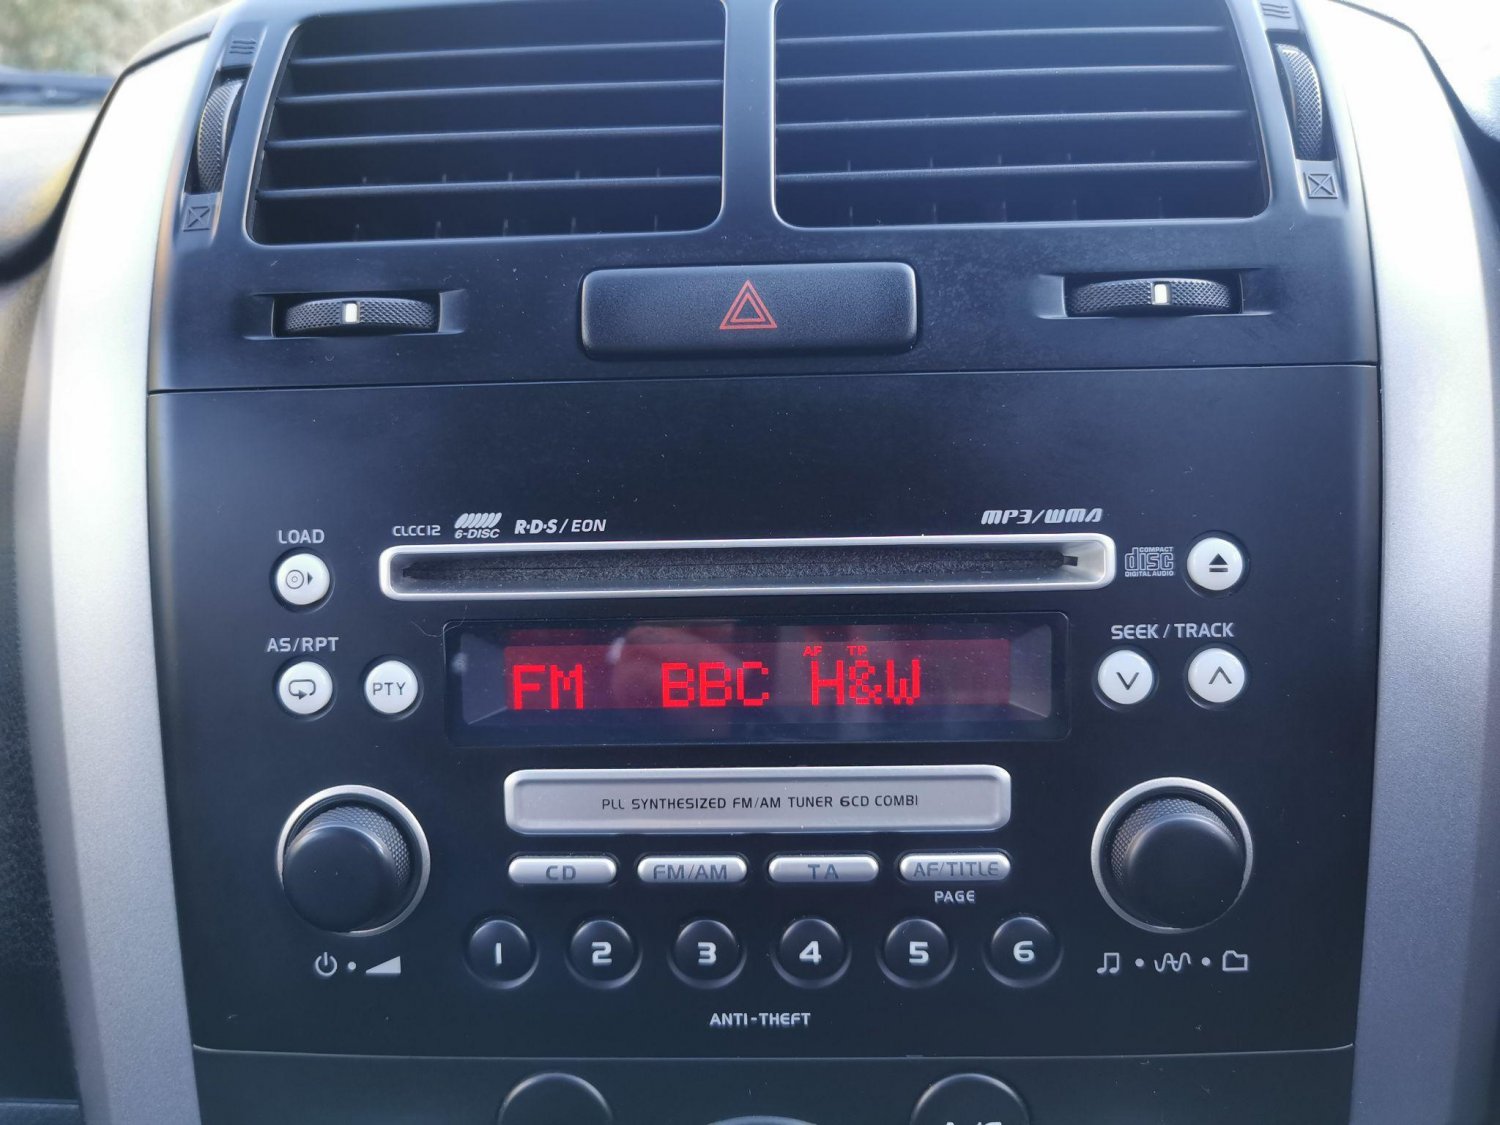 LOAD
CLCC12 6-DISC R·D·S/EON
MP3/WMA
COMPACT
disc
DIGITAL AUDIO
AS/RPT
PTY
SEEK / TRACK
AF TP
FM BBC H&W
PLL SYNTHESIZED FM/AM TUNER 6CD COMBI
CD FM/AM TA AF/TITLE
PAGE
1 2 3 4 5 6
ANTI-THEFT